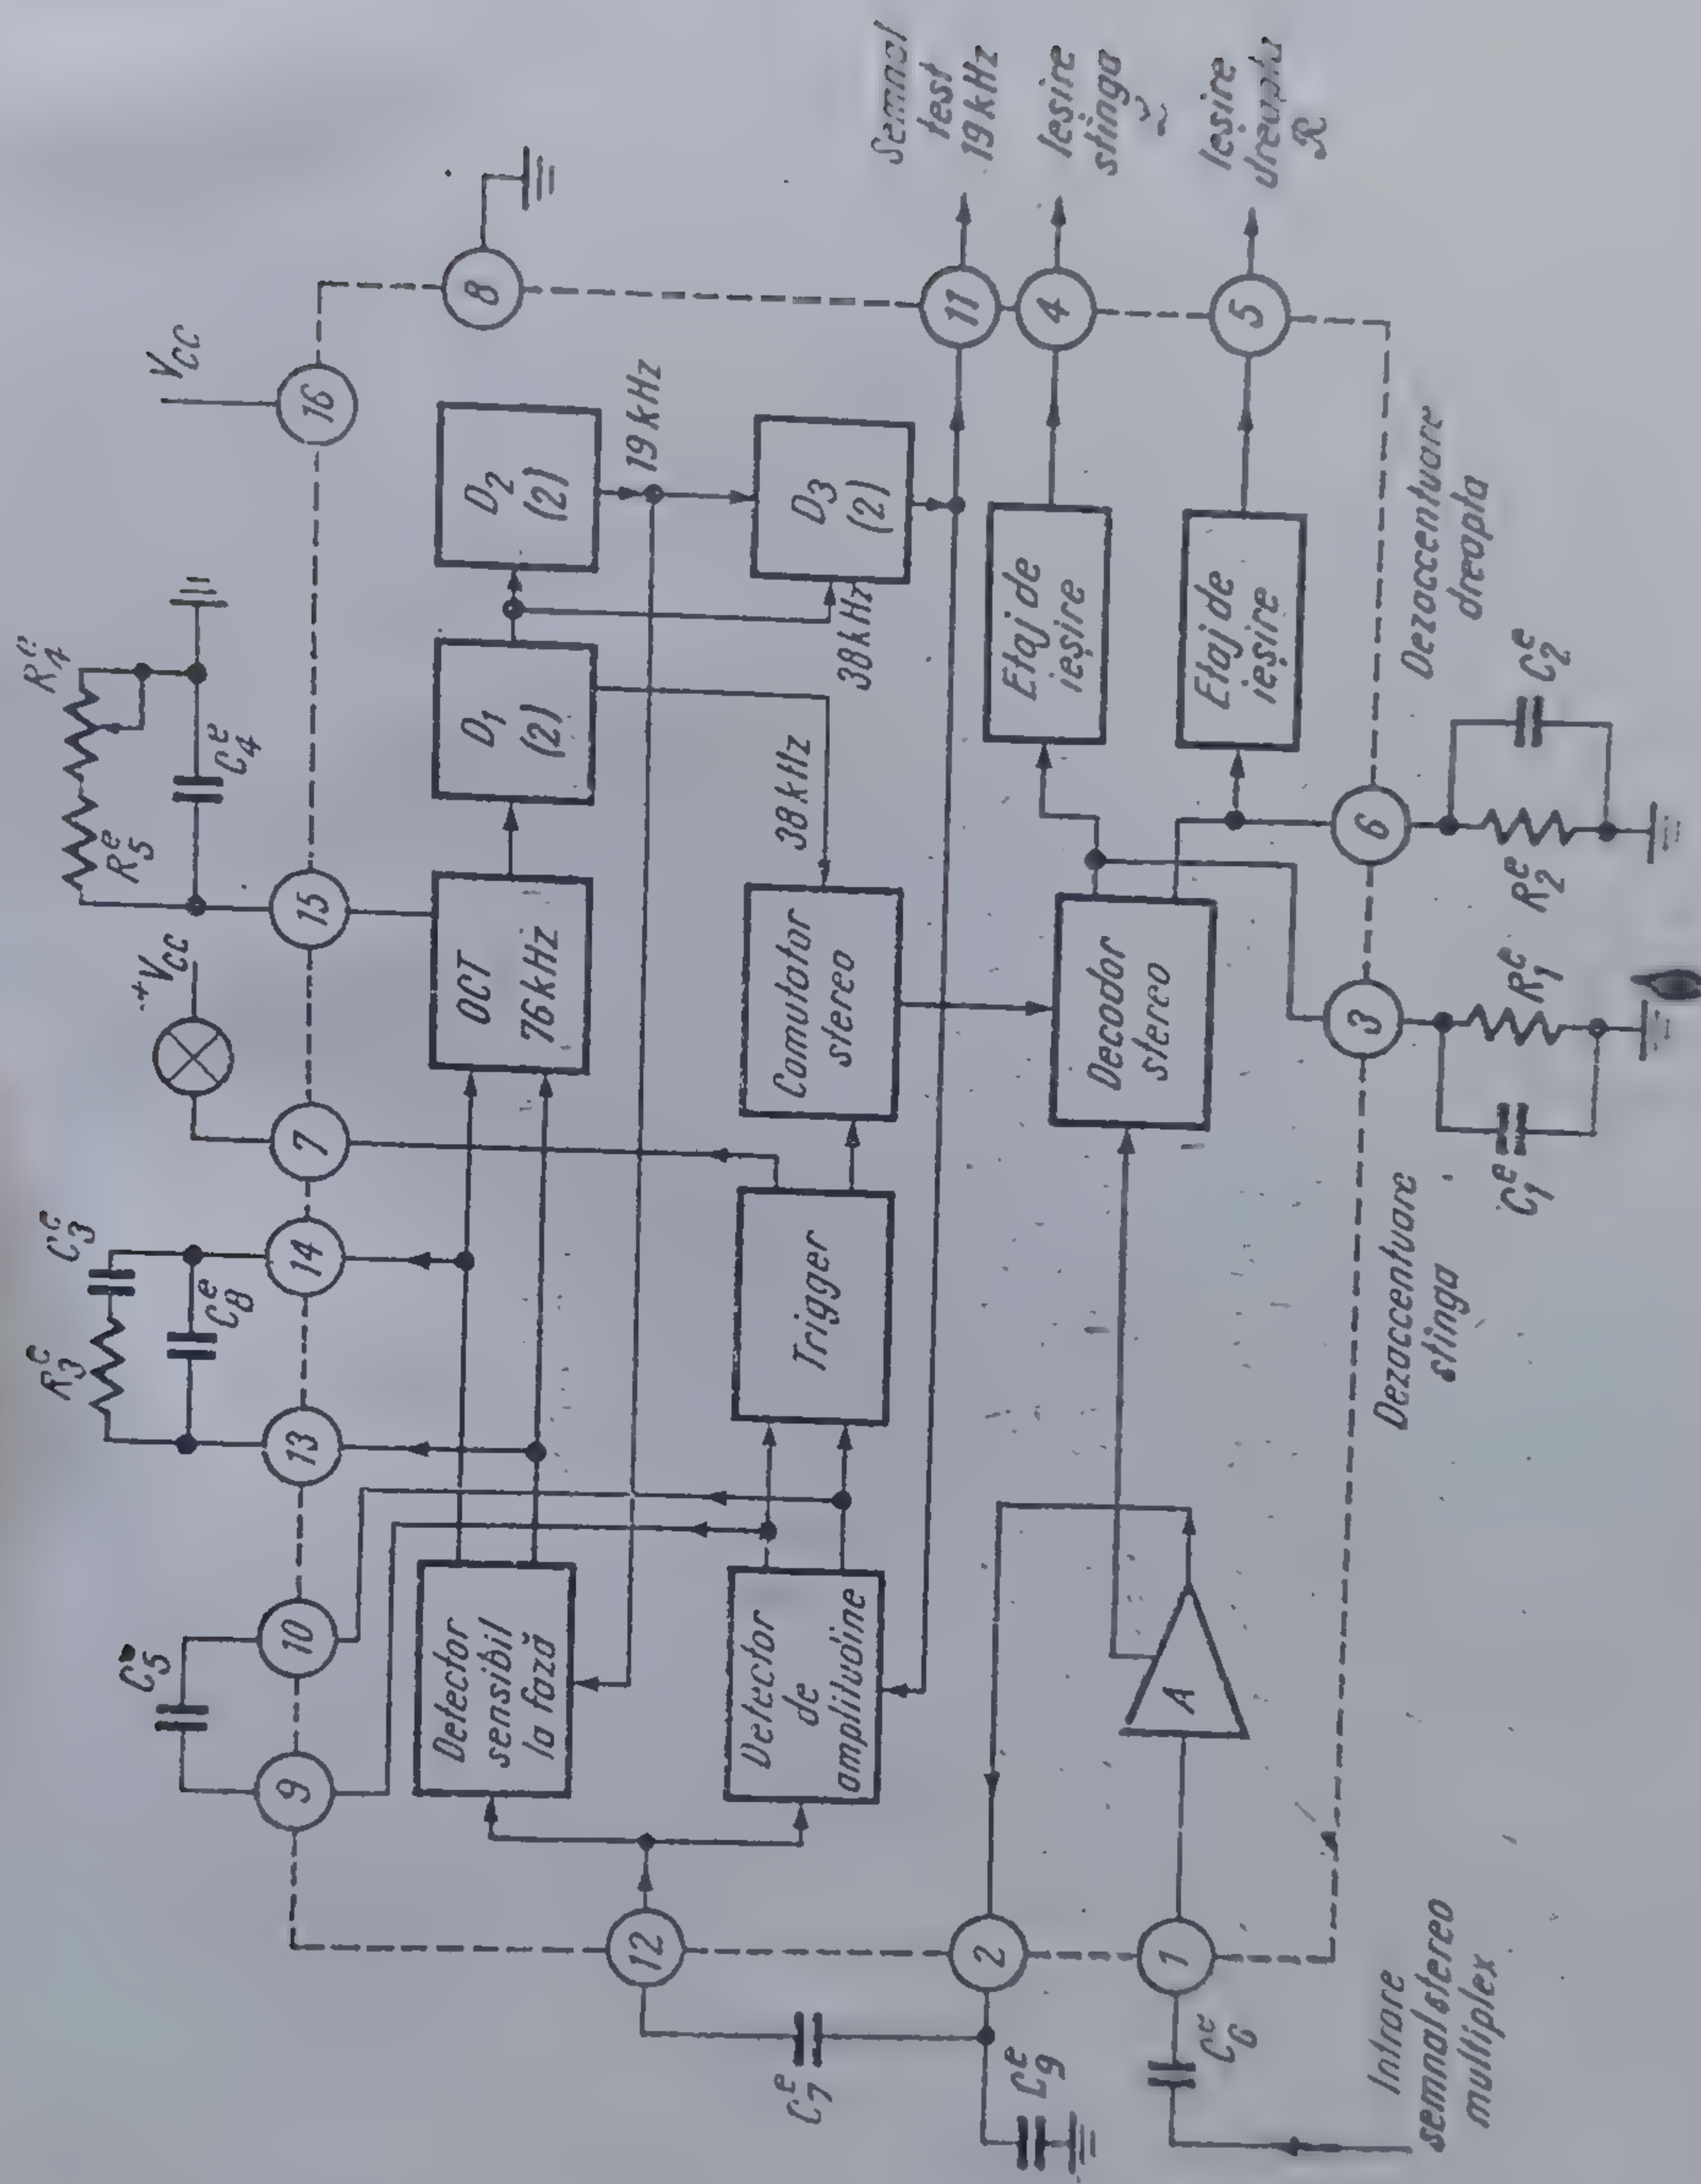 R₃ᵉ
C₃ᵉ
C₈ᵉ
C₅ᵉ
+Vcc
R₅ᵉ
R₄ᵉ
C₄ᵉ
Vcc
9
10
13
14
7
15
16
8
Detector
sensibil
la fază
OCT
76kHz
D₁
(2)
D₂
(2)
19 kHz
12
C₇ᵉ
Detector
de
amplitudine
Trigger
Comutator
stereo
38 kHz
38 kHz
D₃
(2)
11
Semnal
test
19 kHz
2
C₉ᵉ
Etaj de
ieșire
4
Ieșire
stînga
1
A
C₆ᵉ
Decodor
stereo
Etaj de
ieșire
5
Ieșire
dreapta
R
Intrare
semnal stereo
multiplex
3
6
Dezaccentuare
stînga
Dezaccentuare
dreapta
C₁ᵉ
R₁ᵉ
R₂ᵉ
C₂ᵉ